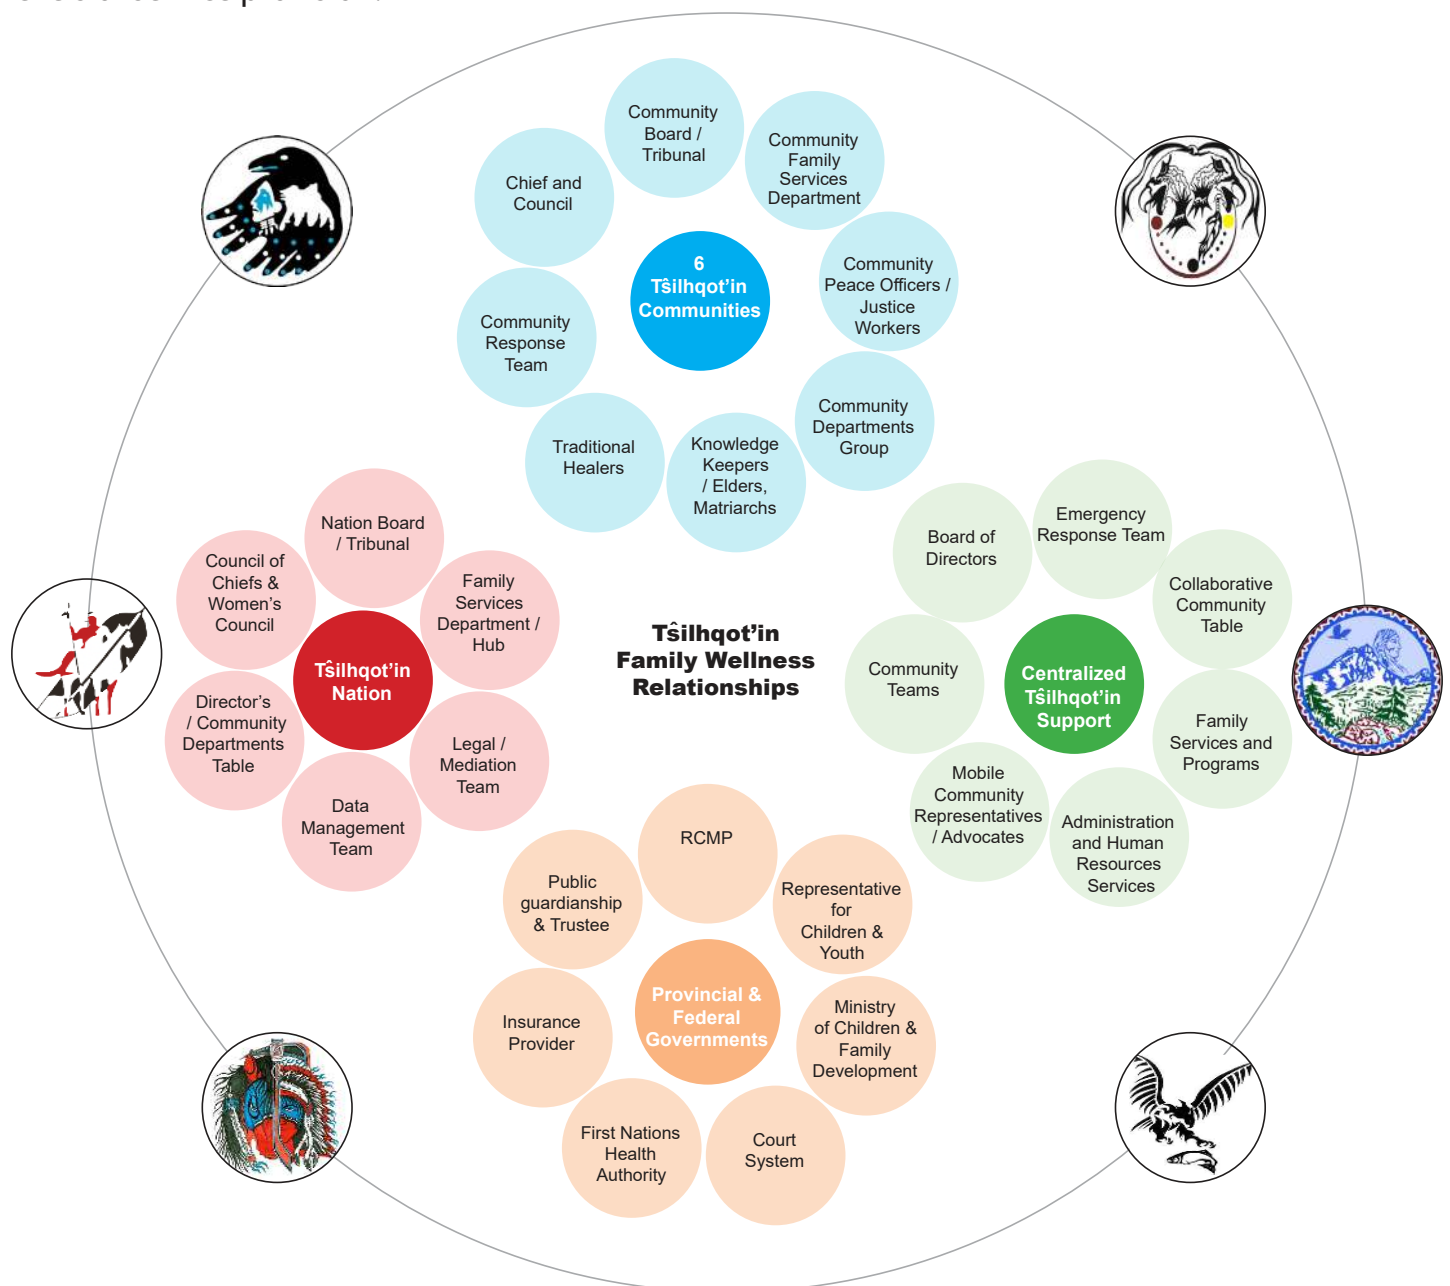 Community
Board /
Tribunal
Community
Family
Services
Department
Chief and
Council
6
Tŝilhqot’in
Communities
Community
Peace Officers /
Justice
Workers
Community
Response
Team
Community
Departments
Group
Traditional
Healers
Knowledge
Keepers
/ Elders,
Matriarchs
Nation Board
/ Tribunal
Council of
Chiefs &
Women’s
Council
Family
Services
Department /
Hub
Tŝilhqot’in
Nation
Director’s
/ Community
Departments
Table
Legal /
Mediation
Team
Data
Management
Team
Tŝilhqot’in
Family Wellness
Relationships
Board of
Directors
Emergency
Response Team
Collaborative
Community
Table
Community
Teams
Centralized
Tŝilhqot’in
Support
Family
Services and
Programs
Mobile
Community
Representatives
/ Advocates
Administration
and Human
Resources
Services
RCMP
Public
guardianship
& Trustee
Representative
for
Children &
Youth
Provincial &
Federal
Governments
Insurance
Provider
Ministry
of Children &
Family
Development
First Nations
Health
Authority
Court
System